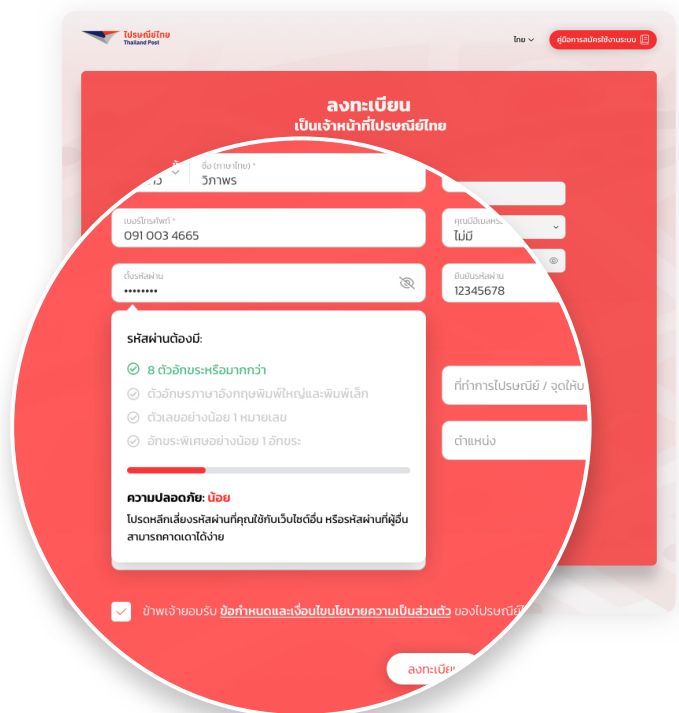 ไปรษณีย์ไทย
Thailand Post
ไทย
คู่มือการสมัครใช้งานระบบ
ลงทะเบียน
เป็นเจ้าหน้าที่ไปรษณีย์ไทย
ชื่อ (ภาษาไทย) *
วิภาพร
เบอร์โทรศัพท์ *
091 003 4665
คุณมีอีเมลหรือ
ไม่มี
ตั้งรหัสผ่าน
••••••••
ยืนยันรหัสผ่าน
12345678
รหัสผ่านต้องมี:
8 ตัวอักขระหรือมากกว่า
ตัวอักษรภาษาอังกฤษพิมพ์ใหญ่และพิมพ์เล็ก
ตัวเลขอย่างน้อย 1 หมายเลข
อักขระพิเศษอย่างน้อย 1 อักขระ
ความปลอดภัย: น้อย
โปรดหลีกเลี่ยงรหัสผ่านที่คุณใช้กับเว็บไซต์อื่น หรือรหัสผ่านที่ผู้อื่น
สามารถคาดเดาได้ง่าย
ที่ทำการไปรษณีย์ / จุดให้บ
ตำแหน่ง
ข้าพเจ้ายอมรับ ข้อกำหนดและเงื่อนไขนโยบายความเป็นส่วนตัว ของไปรษณีย์ไ
ลงทะเบีย